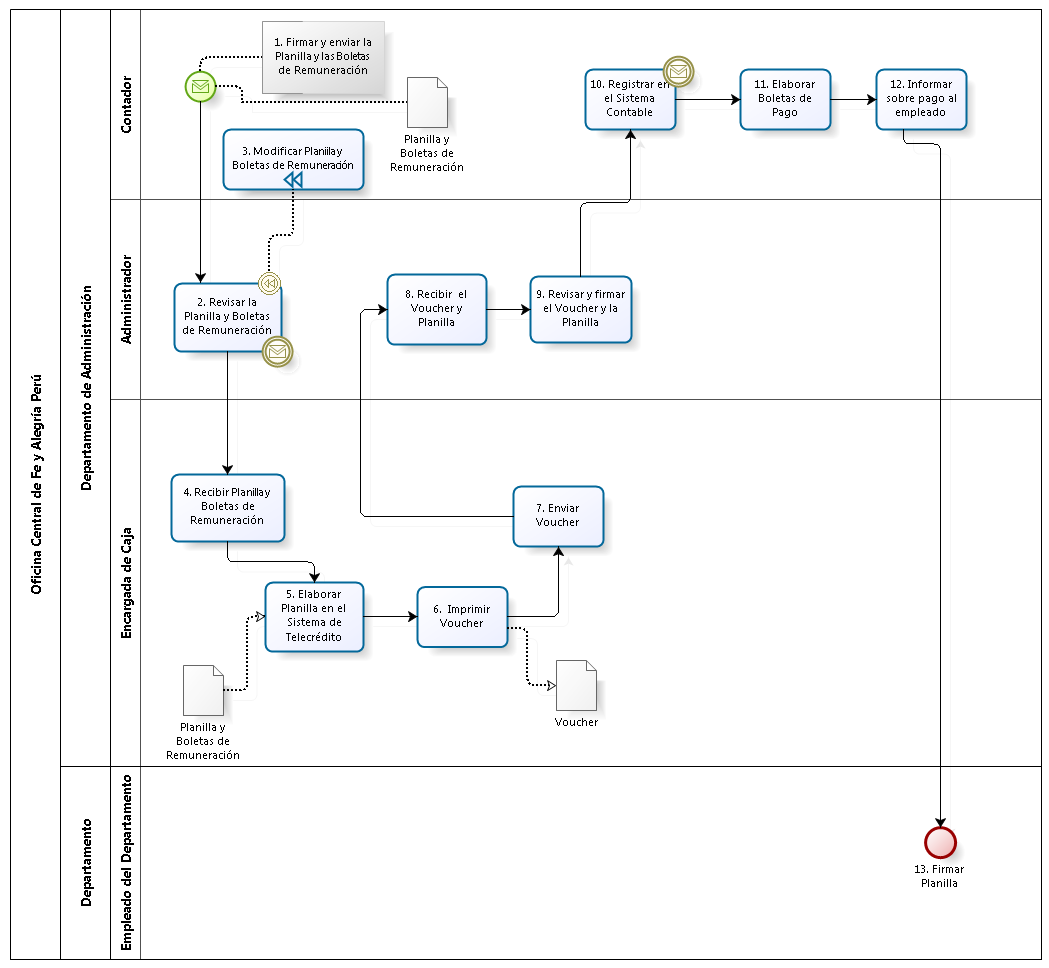 Oficina Central de Fe y Alegría Perú
Departamento de Administración
Contador
1. Firmar y enviar la
Planilla y las Boletas
de Remuneración
Planilla y
Boletas de
Remuneración
3. Modificar Planilla y
Boletas de Remuneración
10. Registrar en
el Sistema
Contable
11. Elaborar
Boletas de
Pago
12. Informar
sobre pago al
empleado
Administrador
2. Revisar la
Planilla y Boletas
de Remuneración
8. Recibir el
Voucher y
Planilla
9. Revisar y firmar
el Voucher y la
Planilla
Encargada de Caja
4. Recibir Planilla y
Boletas de
Remuneración
7. Enviar
Voucher
5. Elaborar
Planilla en el
Sistema de
Telecrédito
6. Imprimir
Voucher
Planilla y
Boletas de
Remuneración
Voucher
Departamento
Empleado del Departamento
13. Firmar
Planilla